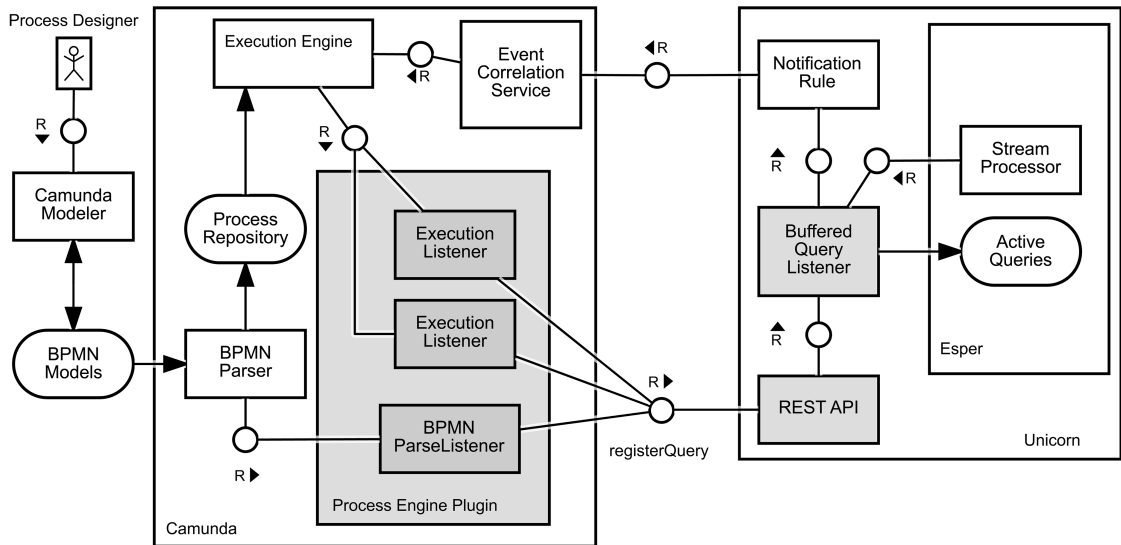 Process Designer
R
Camunda
Modeler
BPMN
Models
Execution Engine
R
Event
Correlation
Service
R
Process
Repository
BPMN
Parser
R
Execution
Listener
Execution
Listener
BPMN
ParseListener
Process Engine Plugin
Camunda
R
R
registerQuery
Notification
Rule
R
R
Stream
Processor
Buffered
Query
Listener
Active
Queries
R
Esper
REST API
Unicorn